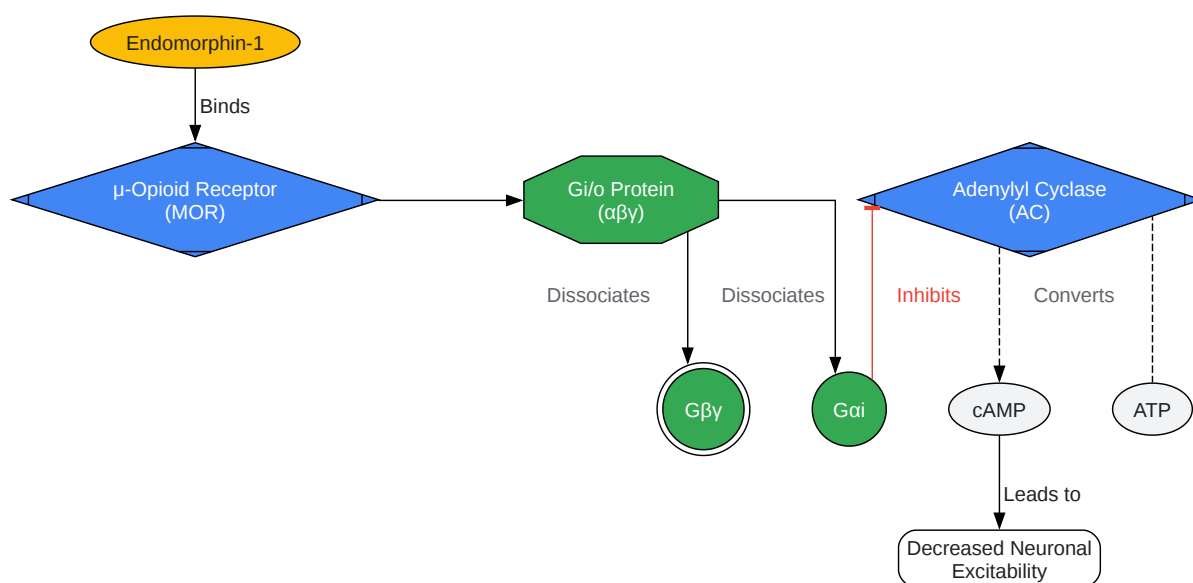 Endomorphin-1
Binds
μ-Opioid Receptor
(MOR)
Gi/o Protein
(αβγ)
Adenylyl Cyclase
(AC)
Dissociates
Dissociates
Inhibits
Converts
Gβγ
Gαi
cAMP
ATP
Leads to
Decreased Neuronal
Excitability